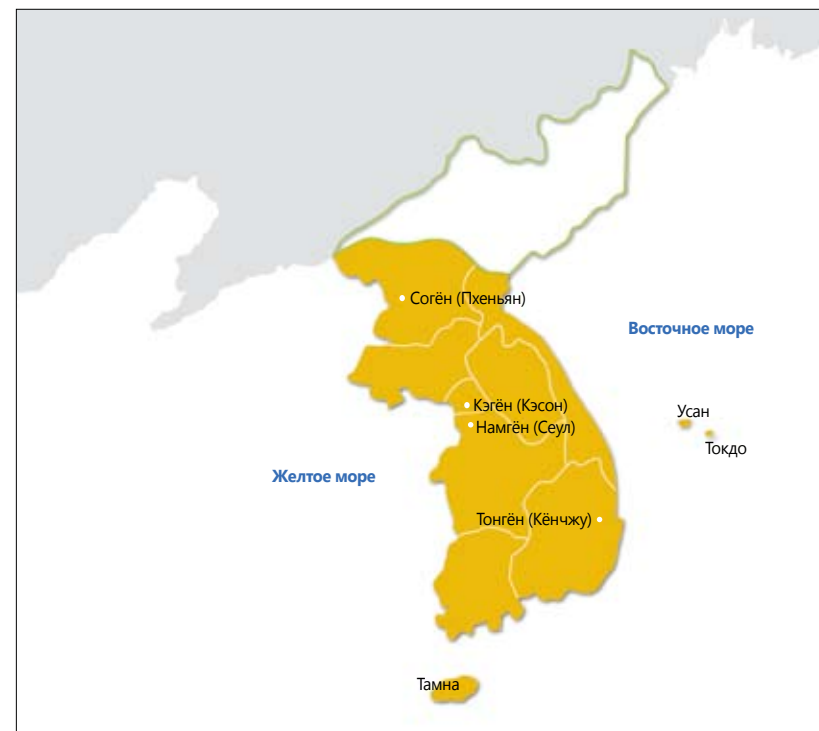 Согён (Пхеньян)
Восточное море
Кэгён (Кэсон)
Усан
Намгён (Сеул)
Токдо
Желтое море
Тонгён (Кёнчжу)
Тамна